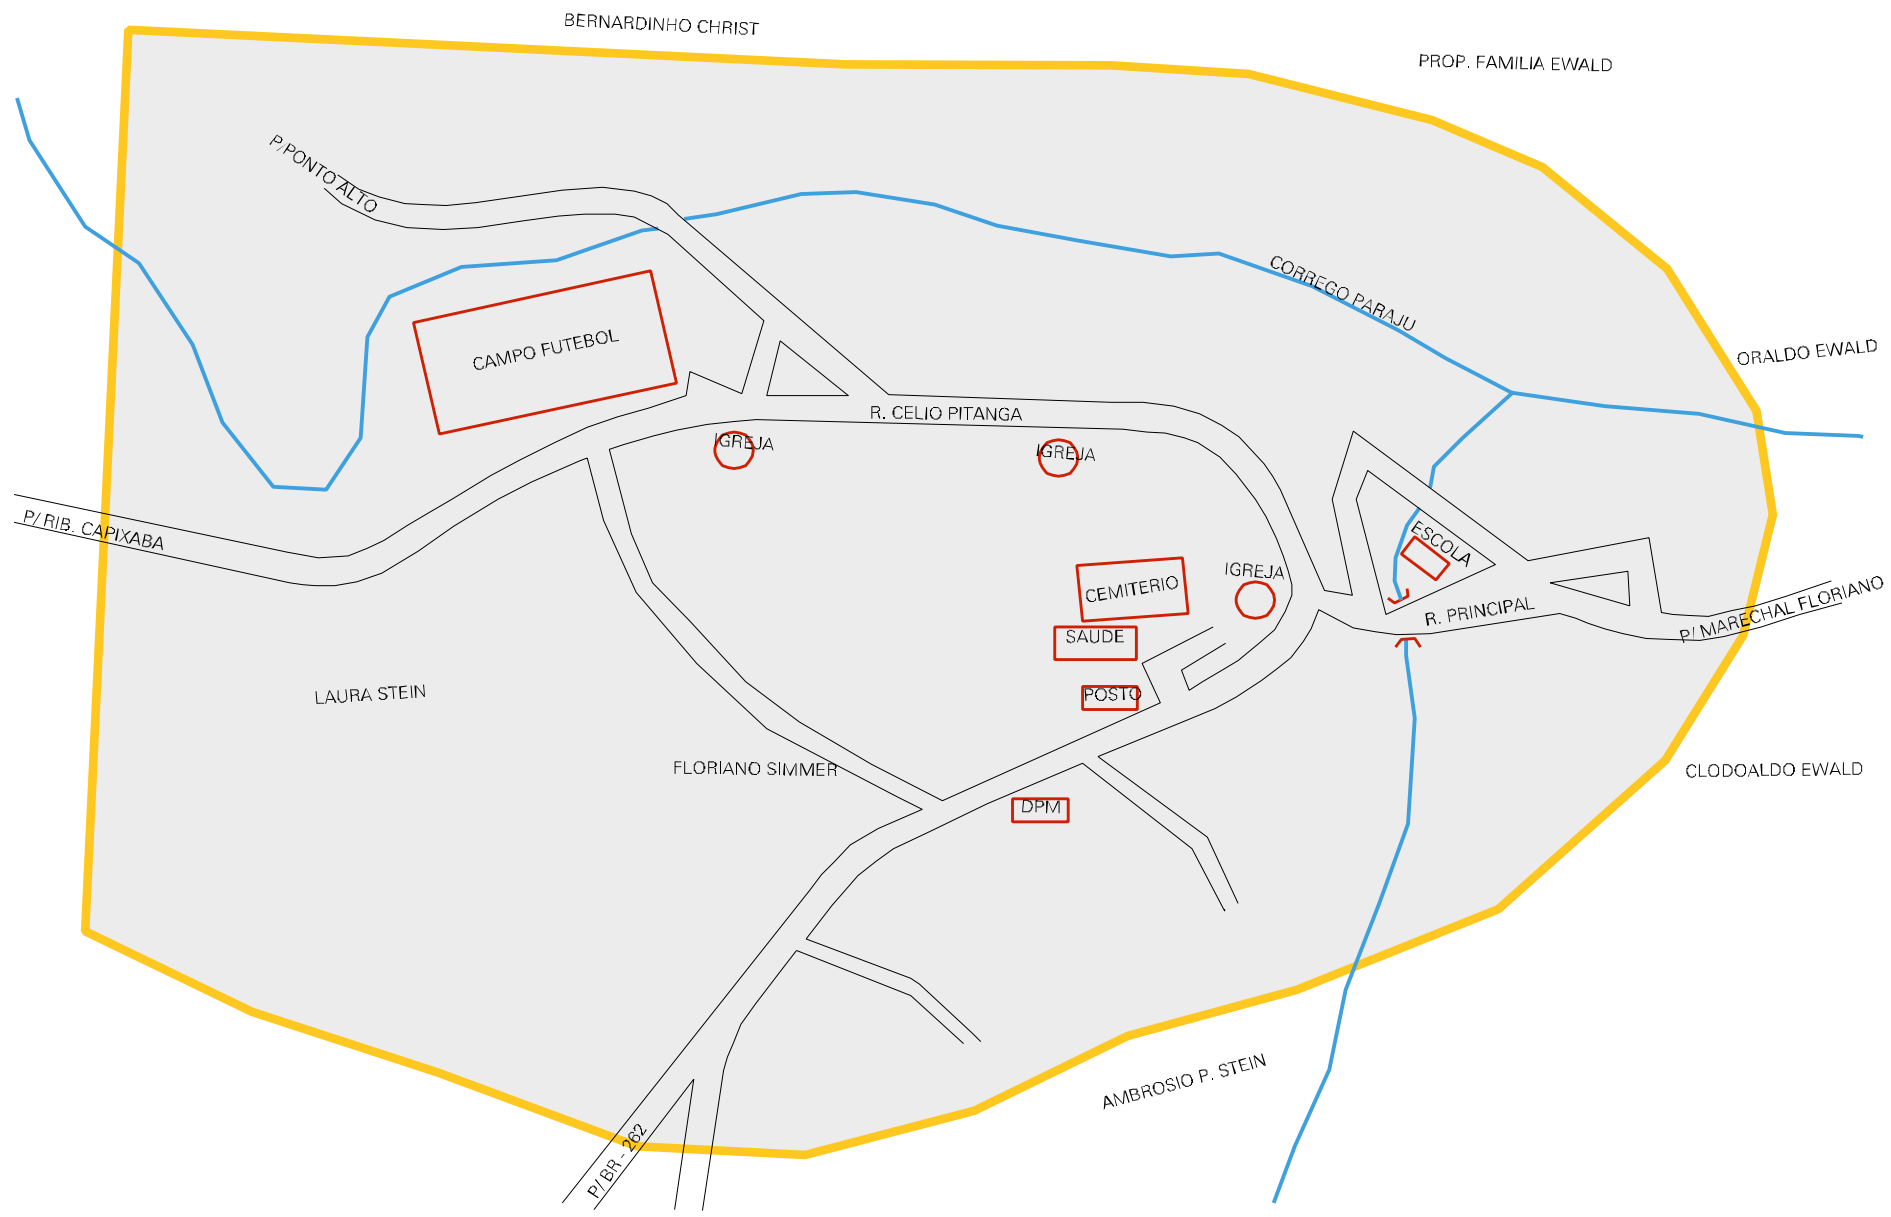 BERNARDINHO CHRIST
PROP. FAMILIA EWALD
P/PONTO ALTO
CORREGO PARAJU
ORALDO EWALD
CAMPO FUTEBOL
R. CELIO PITANGA
IGREJA
IGREJA
P/ RIB. CAPIXABA
ESCOLA
IGREJA
CEMITERIO
R. PRINCIPAL
P/ MARECHAL FLORIANO
SAUDE
POSTO
LAURA STEIN
FLORIANO SIMMER
CLODOALDO EWALD
DPM
AMBROSIO P. STEIN
P/ BR - 262